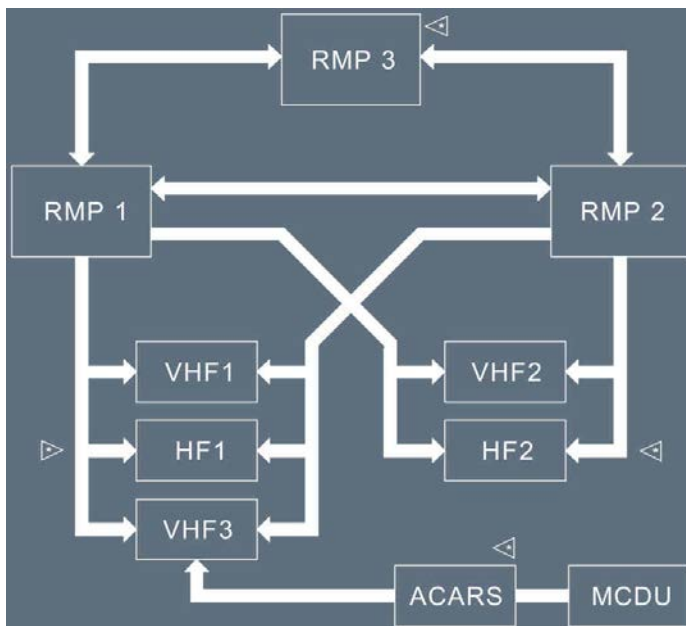 RMP 3
RMP 1
RMP 2
VHF1
VHF2
HF1
HF2
VHF3
ACARS
MCDU